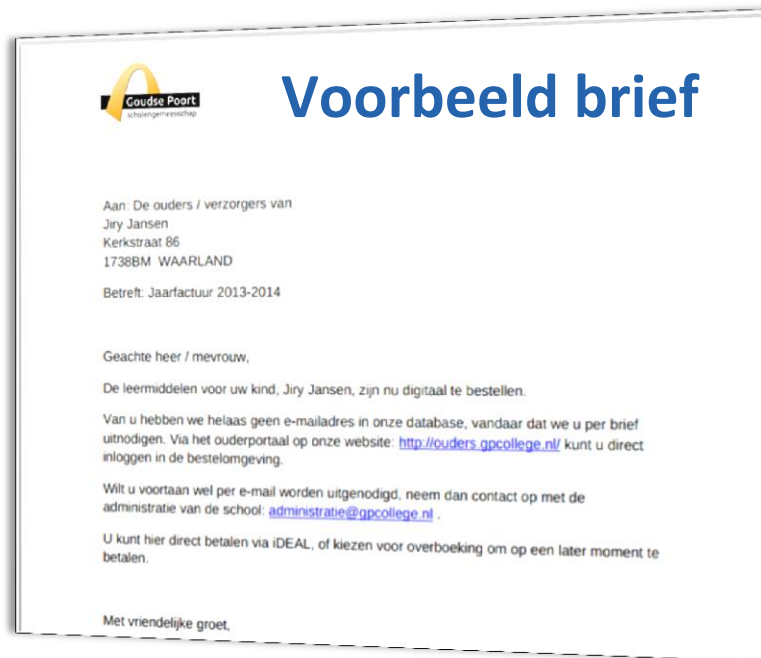 Goudse Poort
scholengemeenschap
Voorbeeld brief
Aan: De ouders / verzorgers van
Jiry Jansen
Kerkstraat 86
1738BM WAARLAND
Betreft: Jaarfactuur 2013-2014
Geachte heer / mevrouw,
De leermiddelen voor uw kind, Jiry Jansen, zijn nu digitaal te bestellen.
Van u hebben we helaas geen e-mailadres in onze database, vandaar dat we u per brief
uitnodigen. Via het ouderportaal op onze website: http://ouders.gpcollege.nl/ kunt u direct
inloggen in de bestelomgeving.
Wilt u voortaan wel per e-mail worden uitgenodigd, neem dan contact op met de
administratie van de school: administratie@gpcollege.nl .
U kunt hier direct betalen via iDEAL, of kiezen voor overboeking om op een later moment te
betalen.
Met vriendelijke groet,